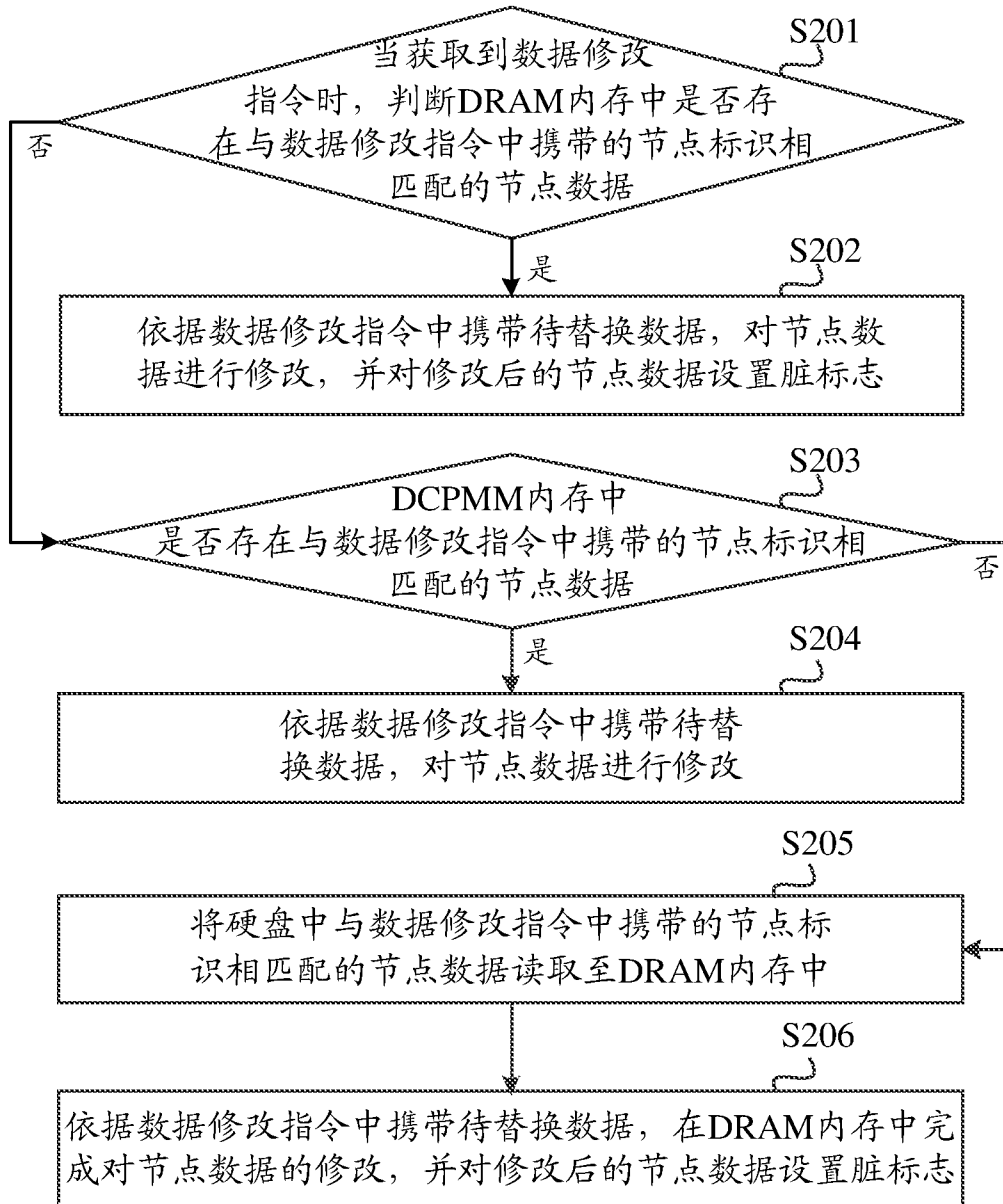 S201
当获取到数据修改
指令时，判断DRAM内存中是否存
在与数据修改指令中携带的节点标识相
匹配的节点数据
否
S202
是
依据数据修改指令中携带待替换数据，对节点数
据进行修改，并对修改后的节点数据设置脏标志
S203
DCPMM内存中
是否存在与数据修改指令中携带的节点标识相
匹配的节点数据
否
S204
是
依据数据修改指令中携带待替
换数据，对节点数据进行修改
S205
将硬盘中与数据修改指令中携带的节点标
识相匹配的节点数据读取至DRAM内存中
S206
依据数据修改指令中携带待替换数据，在DRAM内存中完
成对节点数据的修改，并对修改后的节点数据设置脏标志